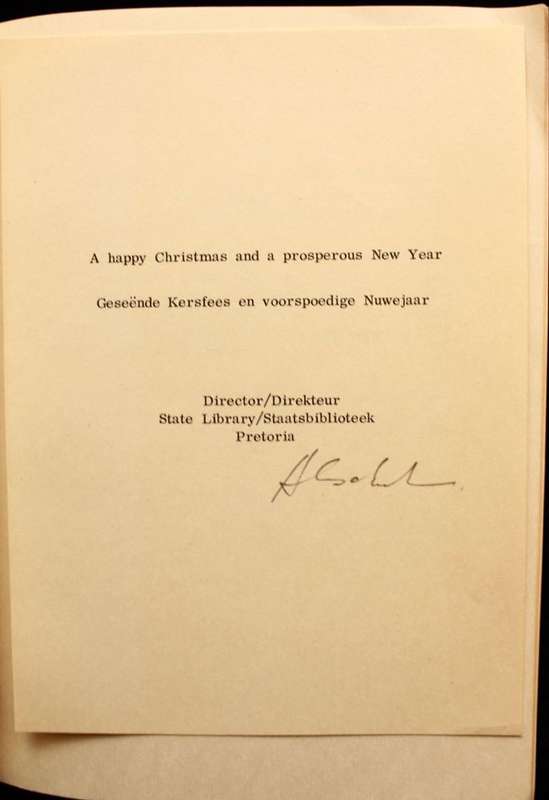 A happy Christmas and a prosperous New Year
Geseënde Kersfees en voorspoedige Nuwejaar
Director/Direkteur
State Library/Staatsbiblioteek
Pretoria